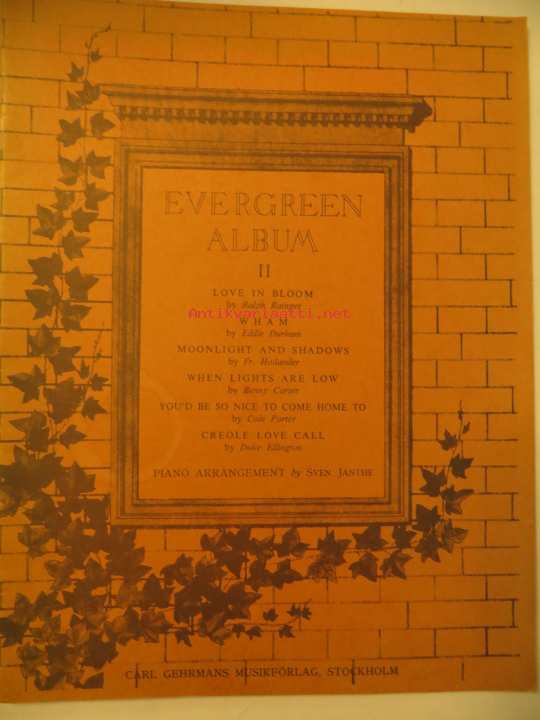 EVERGREEN
ALBUM
II
LOVE IN BLOOM
by Ralph Rainger
Antikvariaatti.net
WHAM
by Eddie Durham
MOONLIGHT AND SHADOWS
by Fr. Hollander
WHEN LIGHTS ARE LOW
by Benny Carter
YOU'D BE SO NICE TO COME HOME TO
by Cole Porter
CREOLE LOVE CALL
by Duke Ellington
PIANO ARRANGEMENT by SVEN JANTHE
CARL GEHRMANS MUSIKFÖRLAG, STOCKHOLM